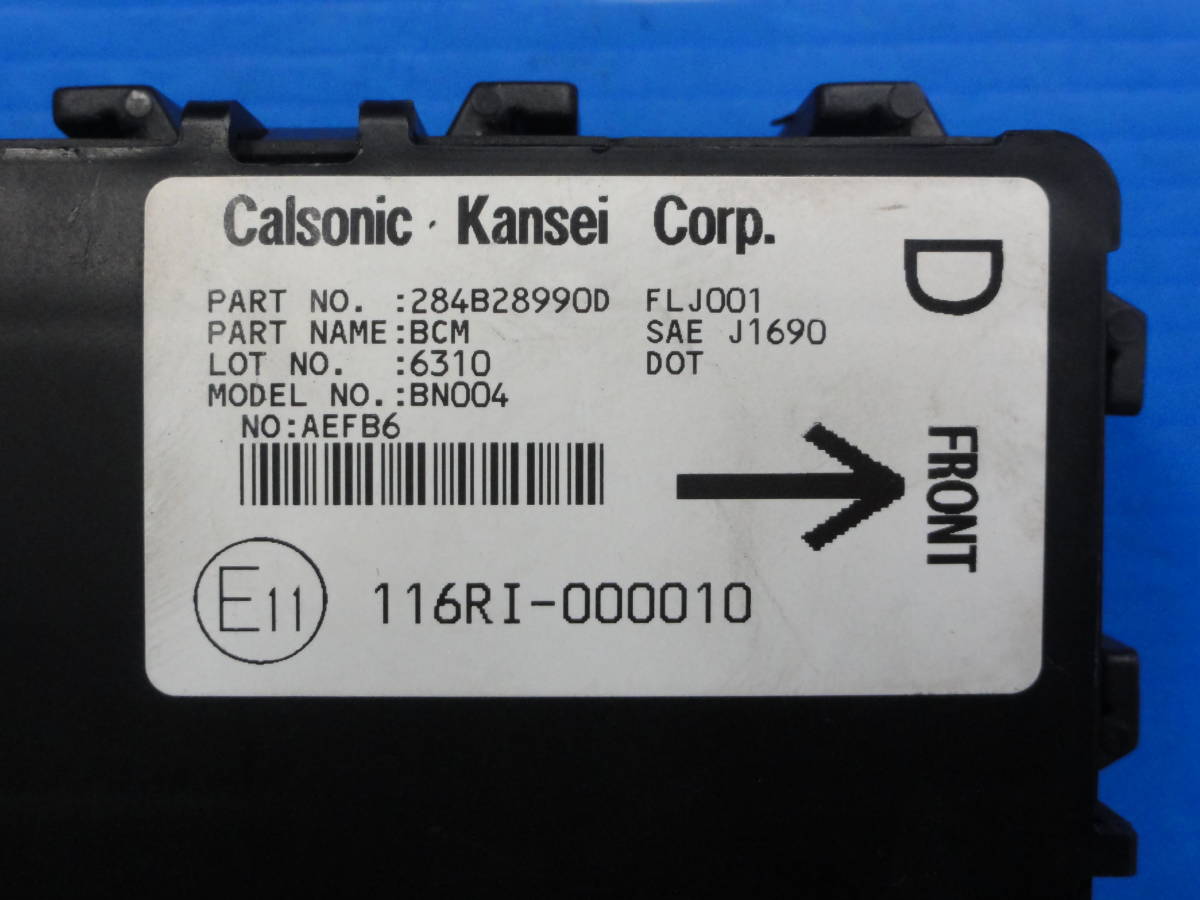 Calsonic Kansei Corp.
D
PART NO. :284B28990D FLJ001
PART NAME:BCM SAE J1690
LOT NO. :6310 DOT
MODEL NO.:BN004
NO:AEFB6
FRONT
E11 116RI-000010